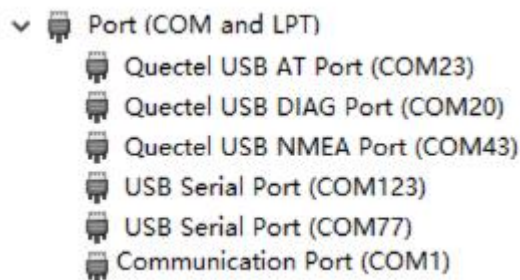 Port (COM and LPT)
Quectel USB AT Port (COM23)
Quectel USB DIAG Port (COM20)
Quectel USB NMEA Port (COM43)
USB Serial Port (COM123)
USB Serial Port (COM77)
Communication Port (COM1)